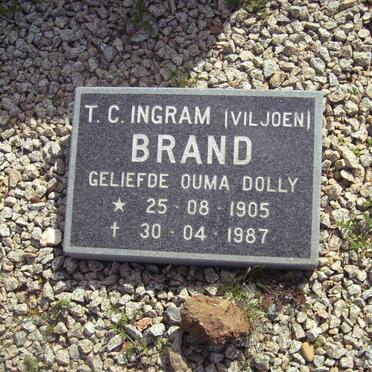 T. C. INGRAM (VILJOEN)
BRAND
GELIEFDE OUMA DOLLY
★ 25 · 08 · 1905
† 30 · 04 · 1987